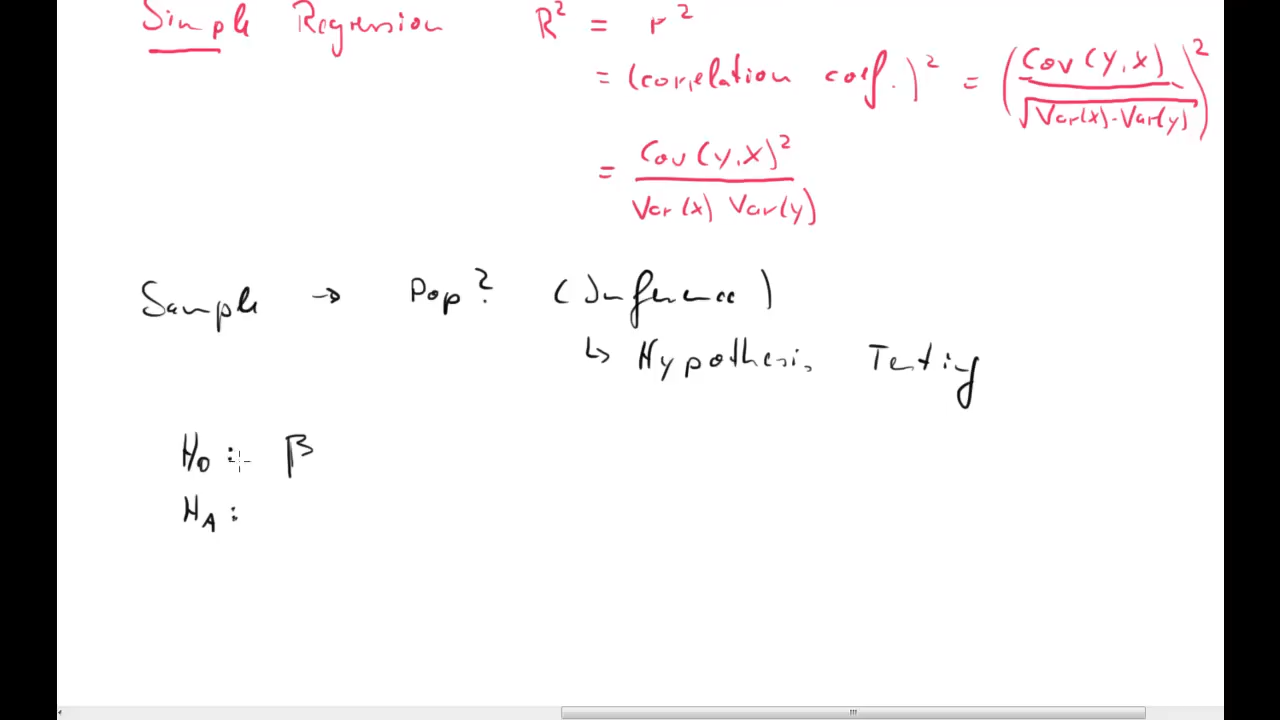 Simple Regression R² = r²
= (correlation coef.)² = (Cov(y,x) / √Var(x)·Var(y))²
= Cov(y,x)² / Var(x) Var(y)
Sample → Pop? (Inference)
↳ Hypothesis Testing
H₀: β
H_A: